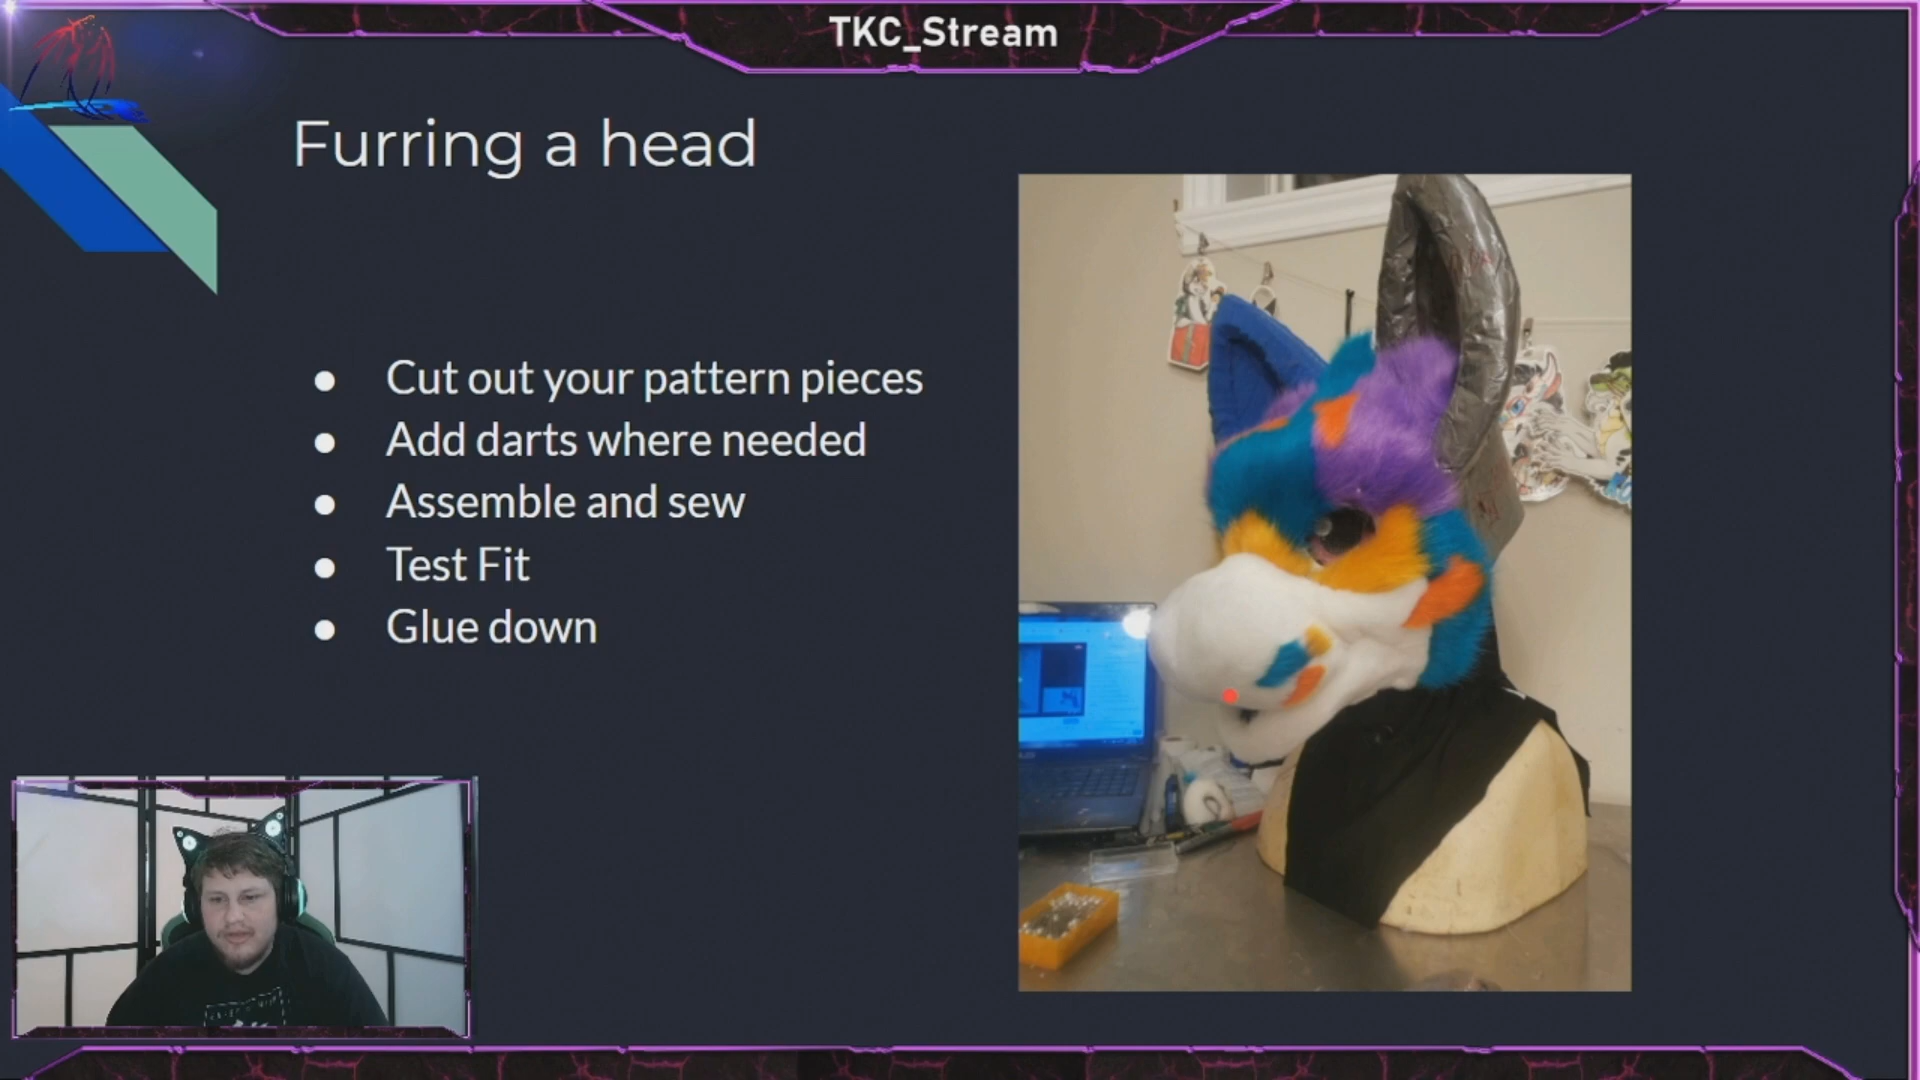 TKC_Stream
Furring a head
Cut out your pattern pieces
Add darts where needed
Assemble and sew
Test Fit
Glue down